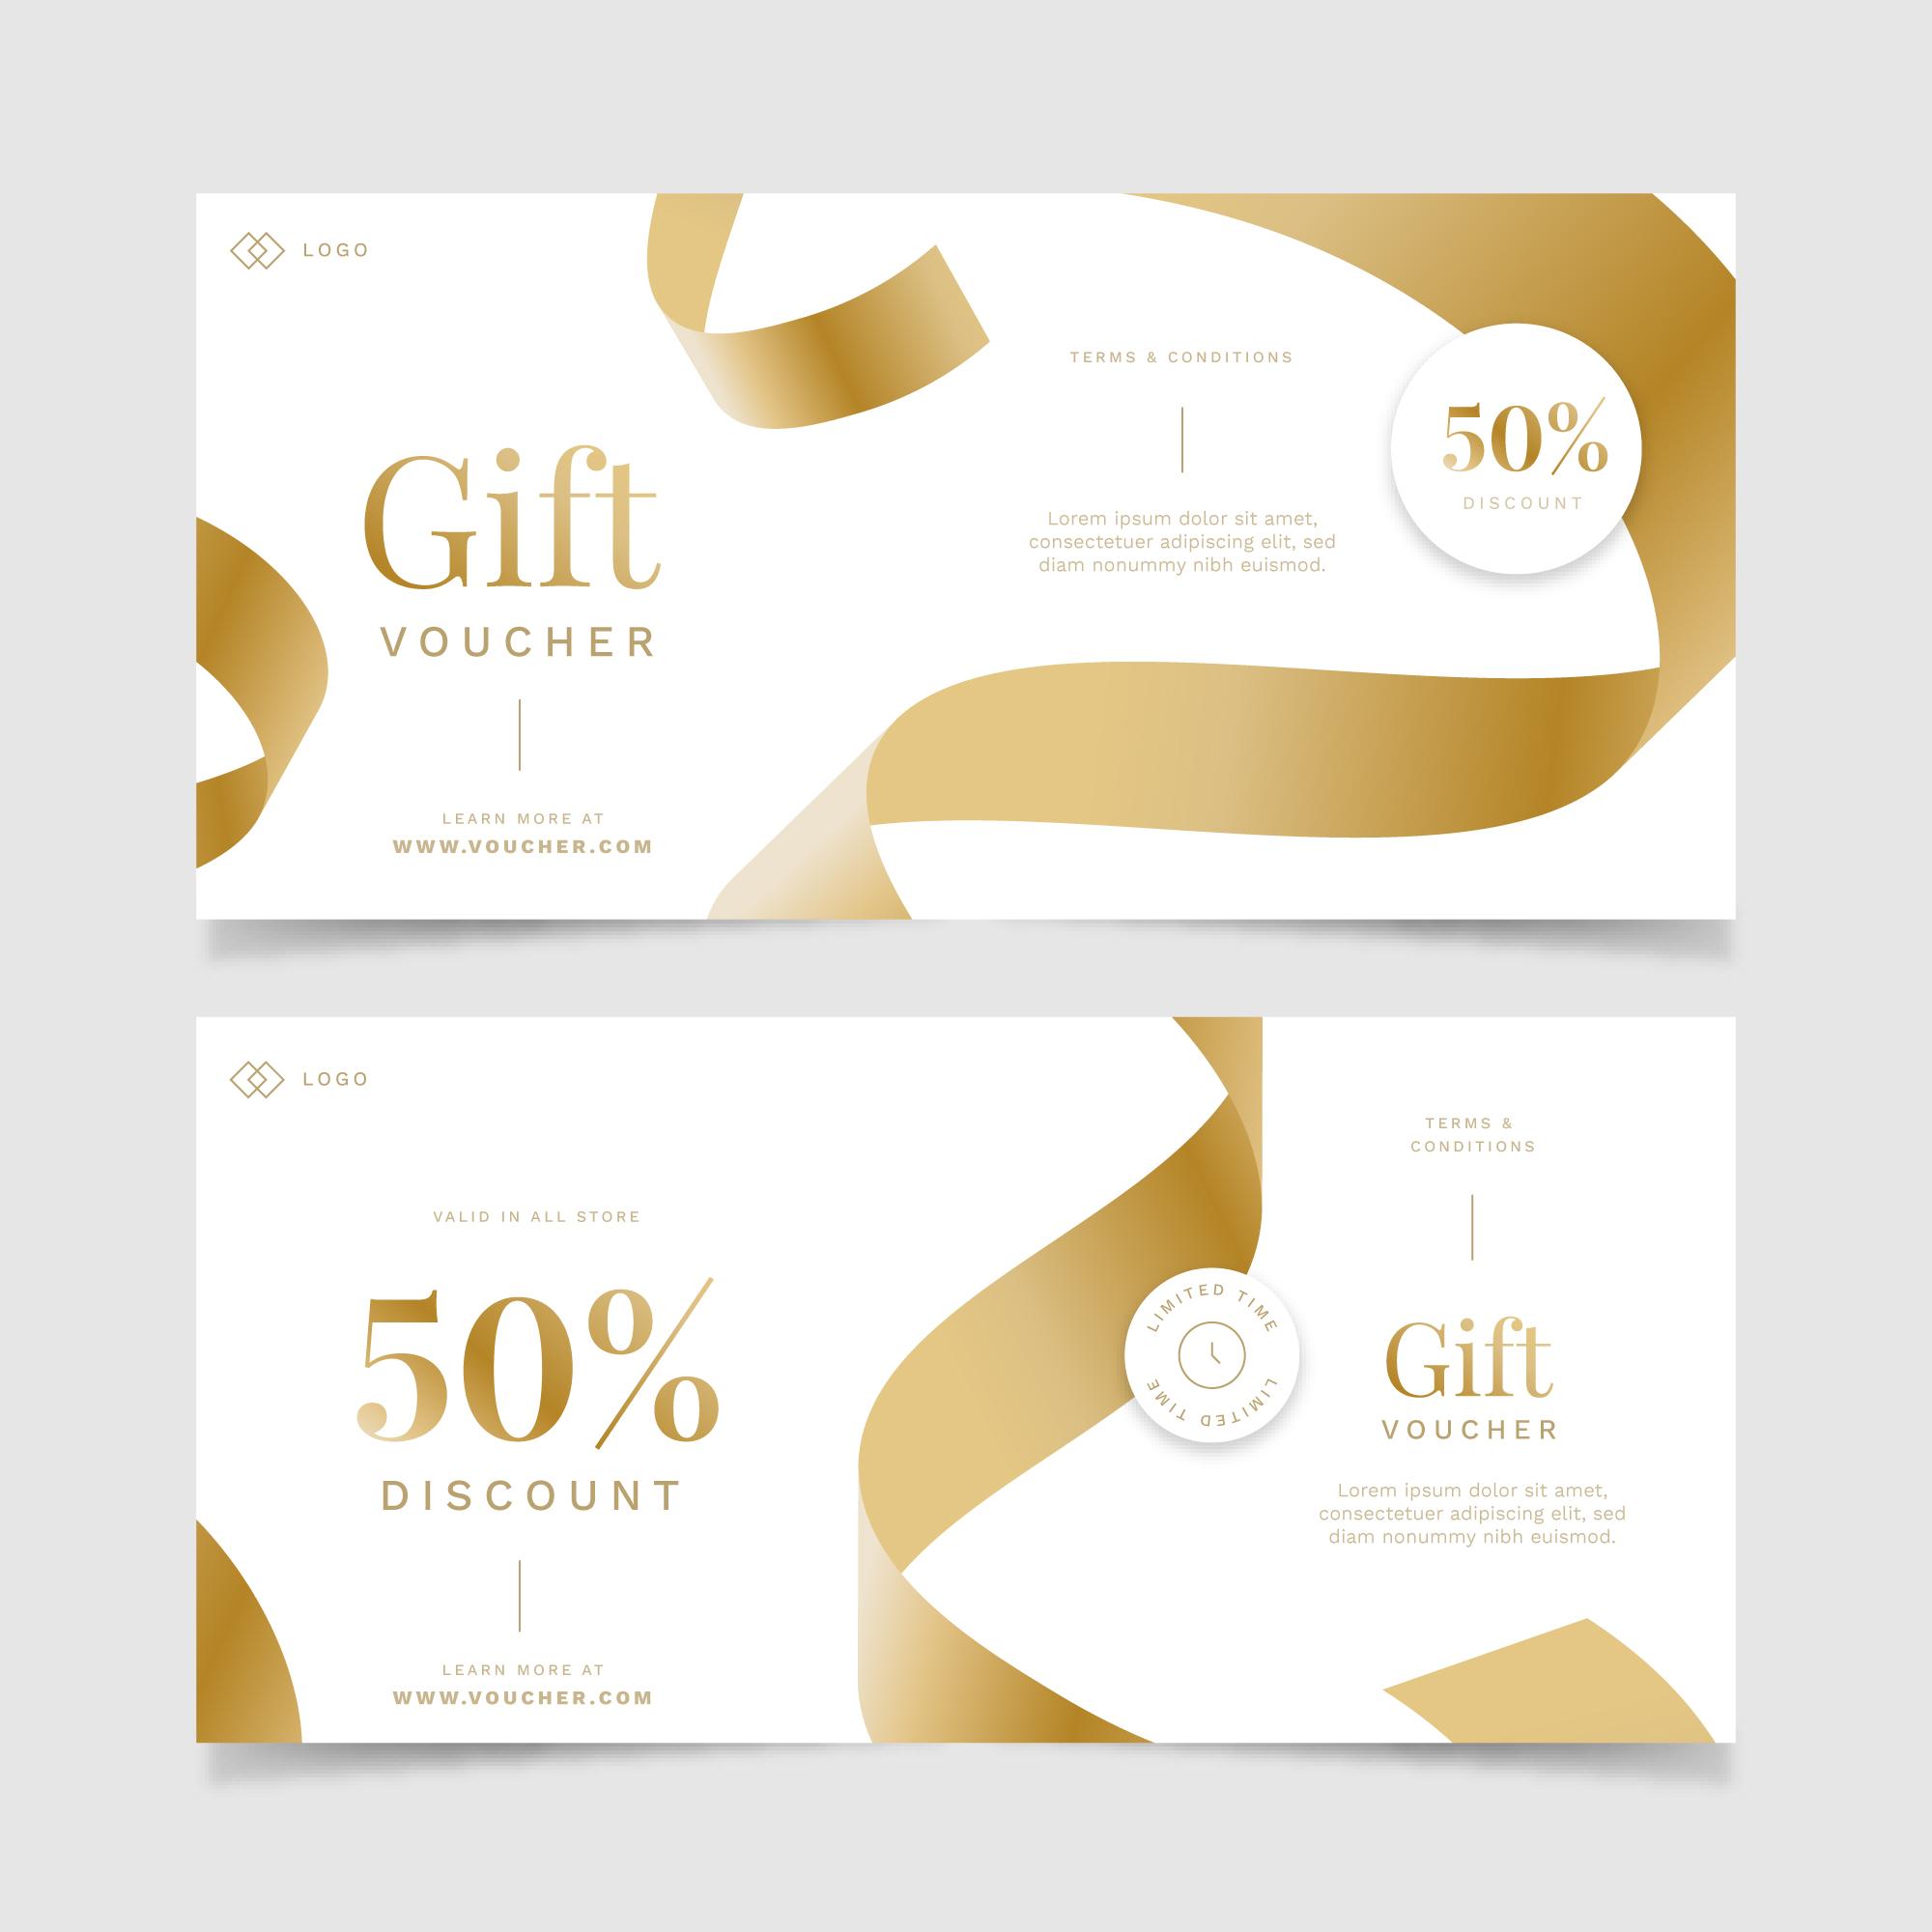 LOGO
Gift
VOUCHER
LEARN MORE AT
WWW.VOUCHER.COM
TERMS & CONDITIONS
Lorem ipsum dolor sit amet,
consectetuer adipiscing elit, sed
diam nonummy nibh euismod.
50%
DISCOUNT
LOGO
VALID IN ALL STORE
50%
DISCOUNT
LEARN MORE AT
WWW.VOUCHER.COM
LIMITED TIME
LIMITED TIME
TERMS &
CONDITIONS
Gift
VOUCHER
Lorem ipsum dolor sit amet,
consectetuer adipiscing elit, sed
diam nonummy nibh euismod.